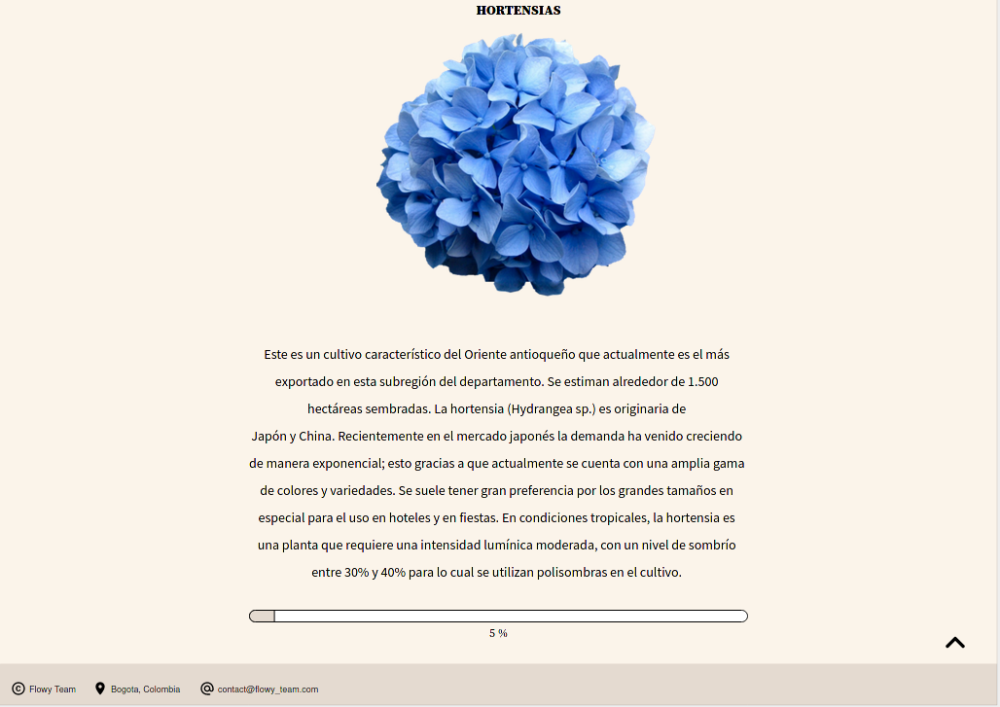 HORTENSIAS
Este es un cultivo característico del Oriente antioqueño que actualmente es el más
exportado en esta subregión del departamento. Se estiman alrededor de 1.500
hectáreas sembradas. La hortensia (Hydrangea sp.) es originaria de
Japón y China. Recientemente en el mercado japonés la demanda ha venido creciendo
de manera exponencial; esto gracias a que actualmente se cuenta con una amplia gama
de colores y variedades. Se suele tener gran preferencia por los grandes tamaños en
especial para el uso en hoteles y en fiestas. En condiciones tropicales, la hortensia es
una planta que requiere una intensidad lumínica moderada, con un nivel de sombrío
entre 30% y 40% para lo cual se utilizan polisombras en el cultivo.
5 %
© Flowy Team Bogota, Colombia @ contact@flowy_team.com